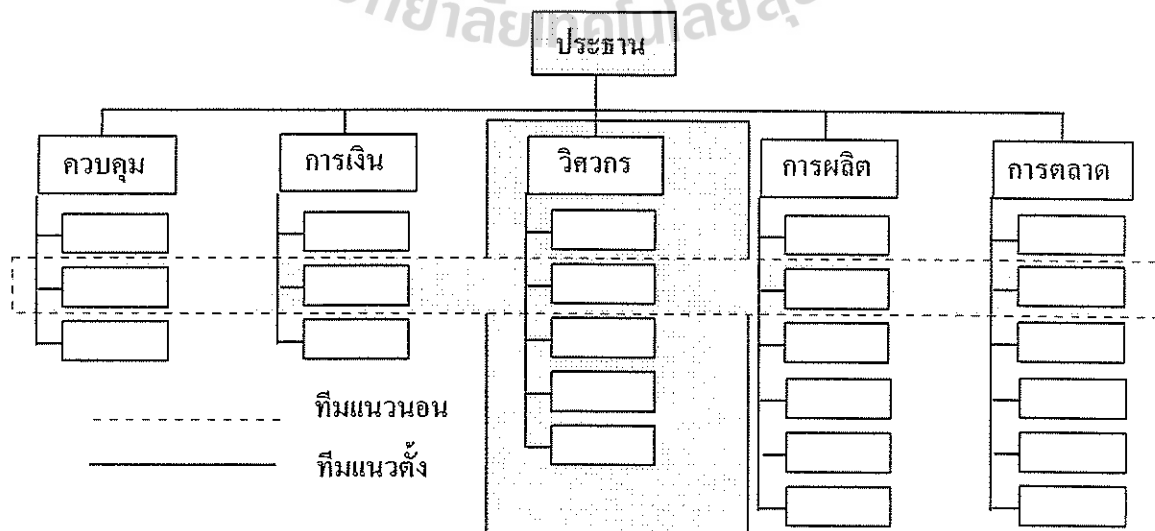 ประธาน
ควบคุม
การเงิน
วิศวกร
การผลิต
การตลาด
ทีมแนวนอน
ทีมแนวตั้ง